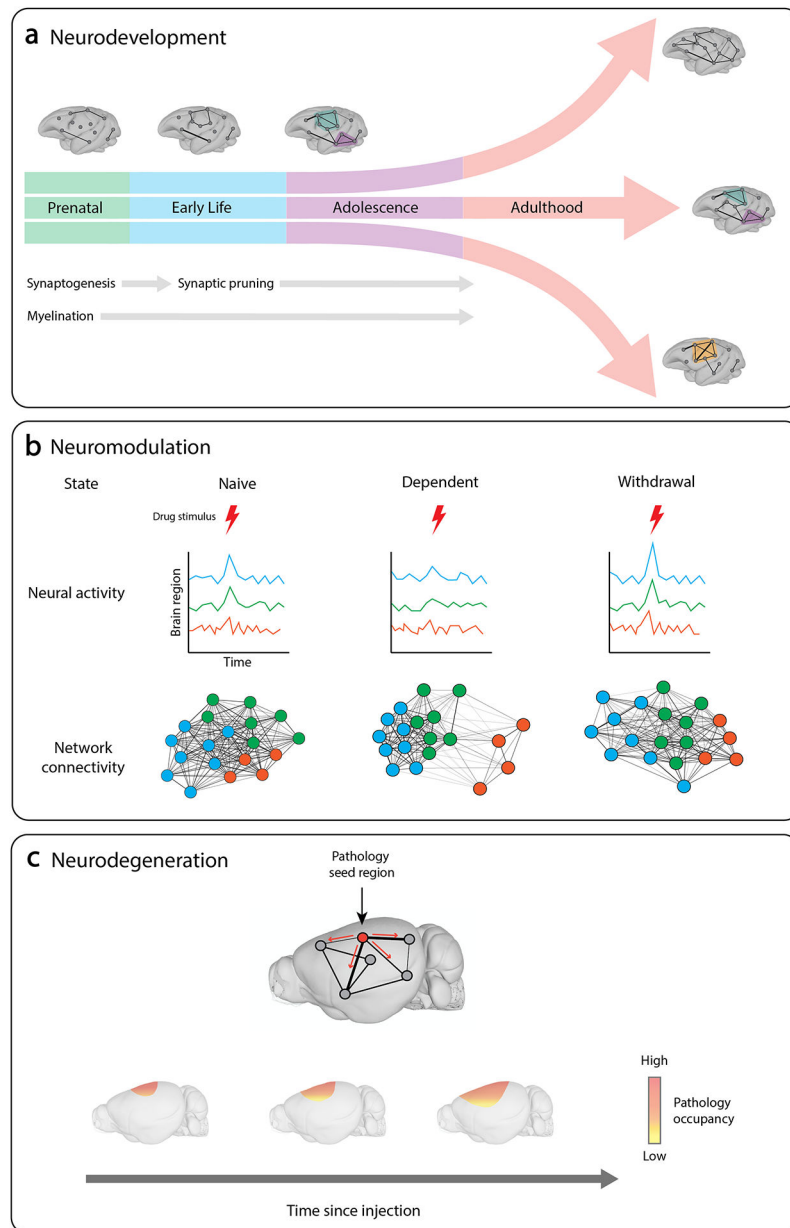 a Neurodevelopment
Prenatal
Early Life
Adolescence
Adulthood
Synaptogenesis
Synaptic pruning
Myelination
b Neuromodulation
State
Naive
Dependent
Withdrawal
Drug stimulus
Neural activity
Brain region
Time
Network
connectivity
c Neurodegeneration
Pathology
seed region
High
Pathology
occupancy
Low
Time since injection